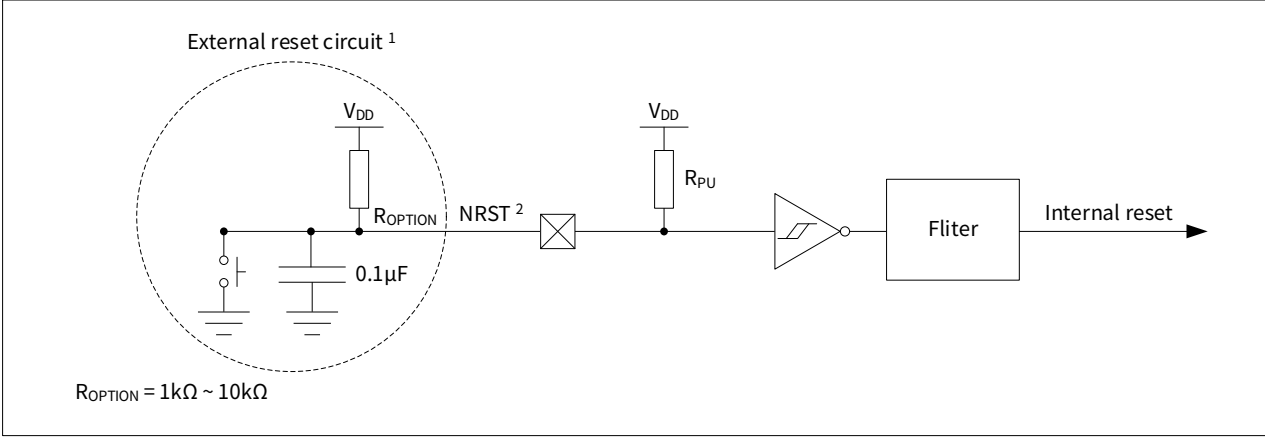 External reset circuit 1
VDD
VDD
RPU
ROPTION
NRST 2
Fliter
Internal reset
0.1μF
ROPTION = 1kΩ ~ 10kΩ